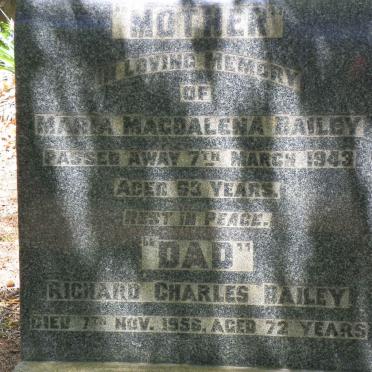 "MOTHER"
IN LOVING MEMORY
OF
MARIA MAGDALENA BAILEY
PASSED AWAY 7TH MARCH 1943
AGED 63 YEARS.
REST IN PEACE.
"DAD"
RICHARD CHARLES BAILEY
DIED 7TH NOV. 1956, AGED 72 YEARS